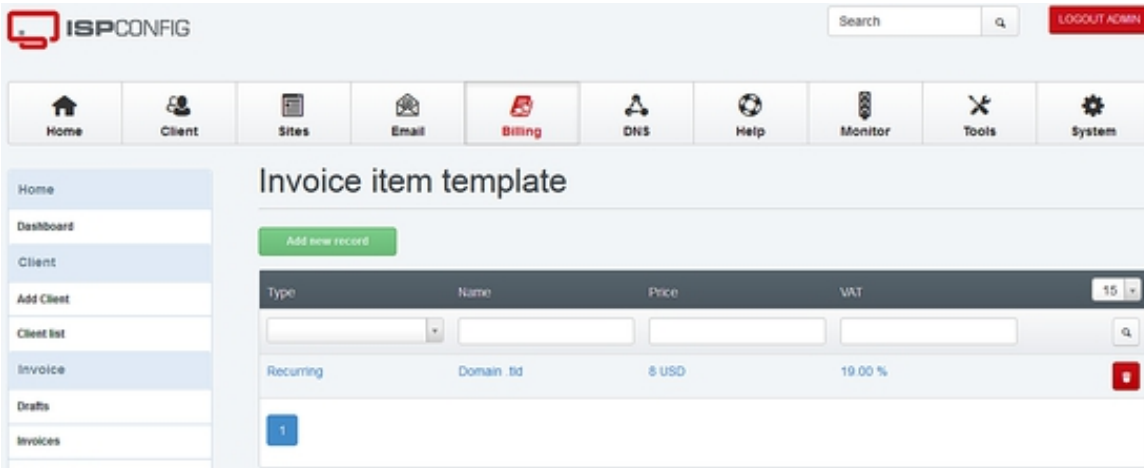 ISPCONFIG
Search
LOGOUT ADMIN
Home
Client
Sites
Email
Billing
DNS
Help
Monitor
Tools
System
Home
Dashboard
Client
Add Client
Client list
Invoice
Drafts
Invoices
Invoice item template
Add new record
Type Name Price VAT 15
Recurring Domain .tld 8 USD 19.00 %
1